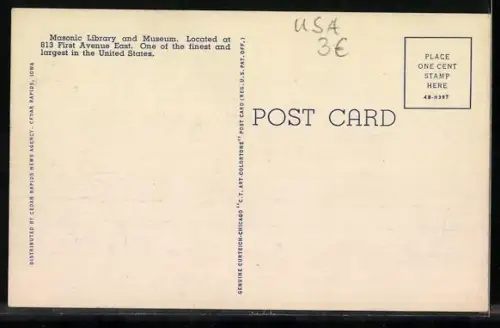 Masonic Library and Museum. Located at
813 First Avenue East. One of the finest and
largest in the United States.
USA
3€
PLACE
ONE CENT
STAMP
HERE
4B-H397
POST CARD
DISTRIBUTED BY CEDAR RAPIDS NEWS AGENCY, CEDAR RAPIDS, IOWA
GENUINE CURTEICH-CHICAGO "C.T. ART-COLORTONE" POST CARD (REG. U.S. PAT. OFF.)